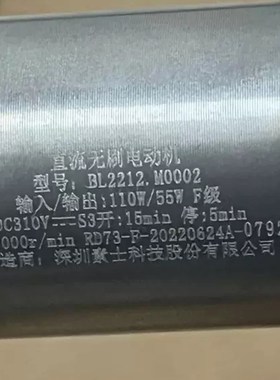 直流无刷电动机
型号:BL2212.M0002
输入/输出:110W/55W F级
DC310V⎓S3开:15min 停:5min
000r/min RD73-F-20220624A-0792
造商:深圳素士科技股份有限公司